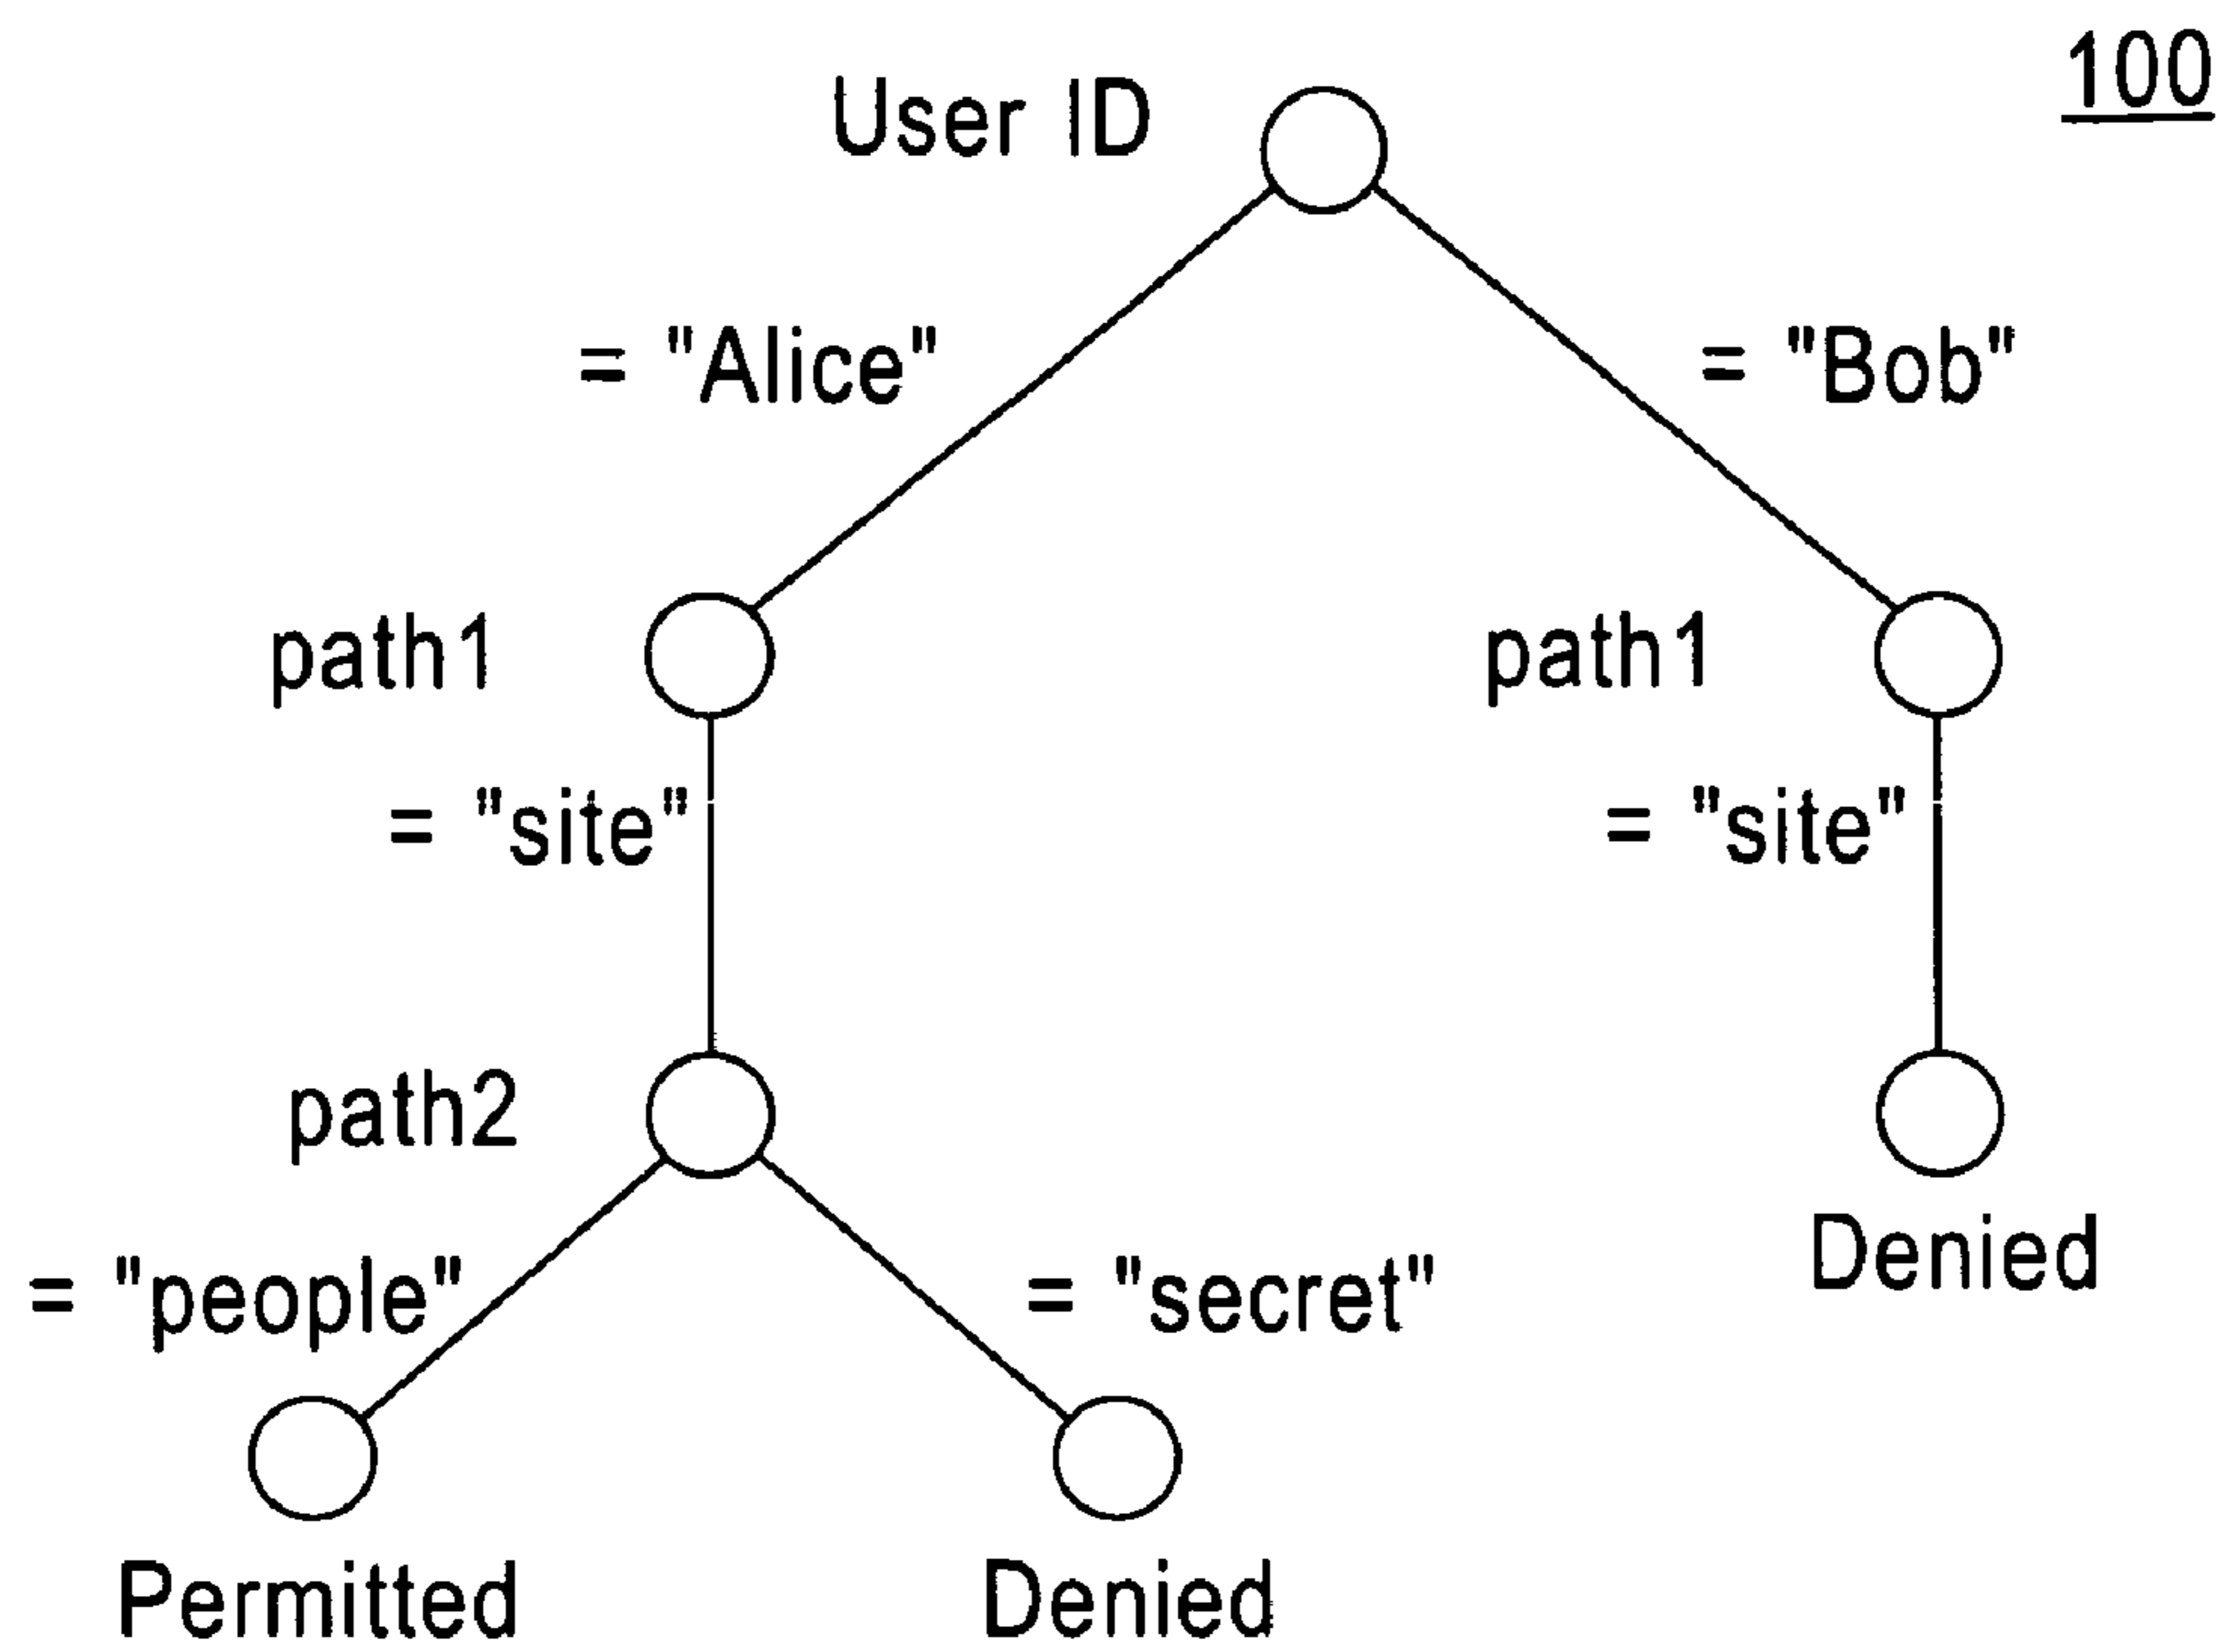 100
User ID
= "Alice"
= "Bob"
path1
path1
= "site"
= "site"
path2
= "people"
= "secret"
Denied
Permitted
Denied